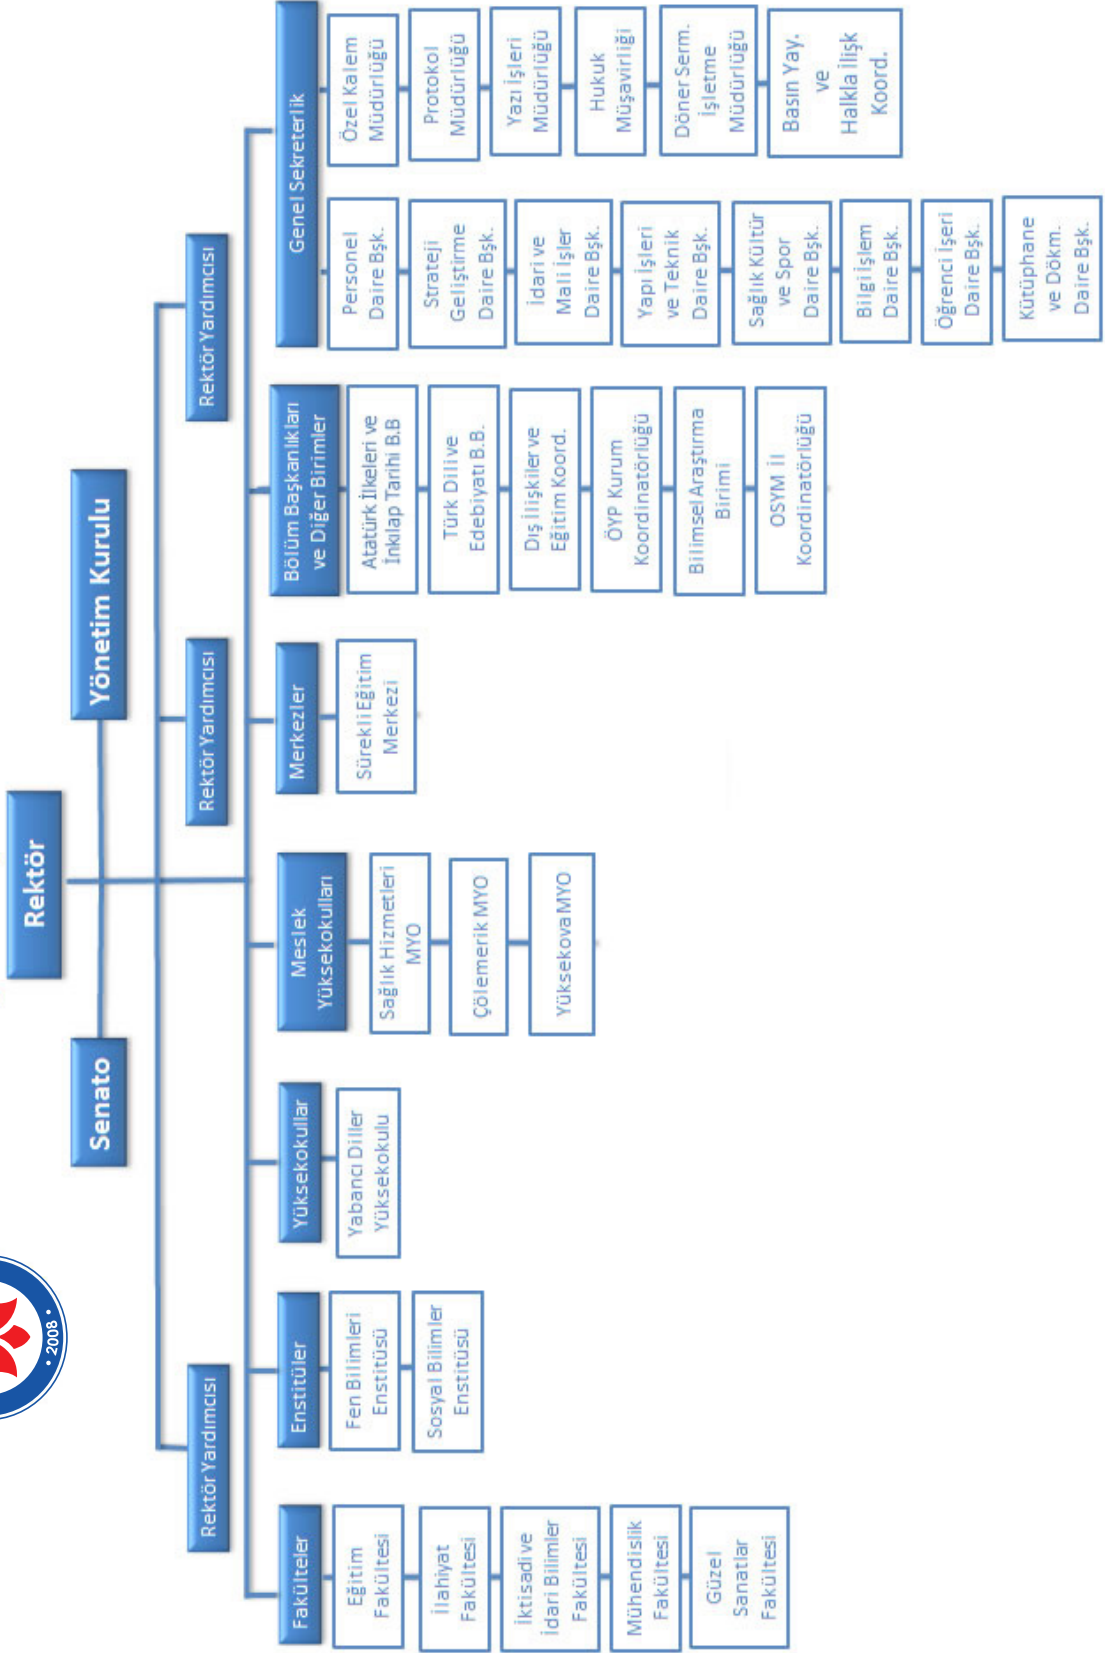 • 2008 •
Rektör
Senato
Yönetim Kurulu
Rektör Yardımcısı
Rektör Yardımcısı
Rektör Yardımcısı
Fakülteler
Eğitim
Fakültesi
İlahiyat
Fakültesi
İktisadi ve
İdari Bilimler
Fakültesi
Mühendislik
Fakültesi
Güzel
Sanatlar
Fakültesi
Enstitüler
Fen Bilimleri
Enstitüsü
Sosyal Bilimler
Enstitüsü
Yüksekokullar
Yabancı Diller
Yüksekokulu
Meslek
Yüksekokulları
Sağlık Hizmetleri
MYO
Çölemerik MYO
Yüksekova MYO
Merkezler
Sürekli Eğitim
Merkezi
Bölüm Başkanlıkları
ve Diğer Birimler
Atatürk İlkeleri ve
İnkılap Tarihi B.B
Türk Dili ve
Edebiyatı B.B.
Dış İlişkiler ve
Eğitim Koord.
ÖYP Kurum
Koordinatörlüğü
Bilimsel Araştırma
Birimi
OSYM İl
Koordinatörlüğü
Genel Sekreterlik
Personel
Daire Bşk.
Strateji
Geliştirme
Daire Bşk.
İdari ve
Mali İşler
Daire Bşk.
Yapı İşleri
ve Teknik
Daire Bşk.
Sağlık Kültür
ve Spor
Daire Bşk.
Bilgi İşlem
Daire Bşk.
Öğrenci İşeri
Daire Bşk.
Kütüphane
ve Dökm.
Daire Bşk.
Özel Kalem
Müdürlüğü
Protokol
Müdürlüğü
Yazı İşleri
Müdürlüğü
Hukuk
Müşavirliği
Döner Serm.
İşletme
Müdürlüğü
Basın Yay.
ve
Halkla İlişk
Koord.